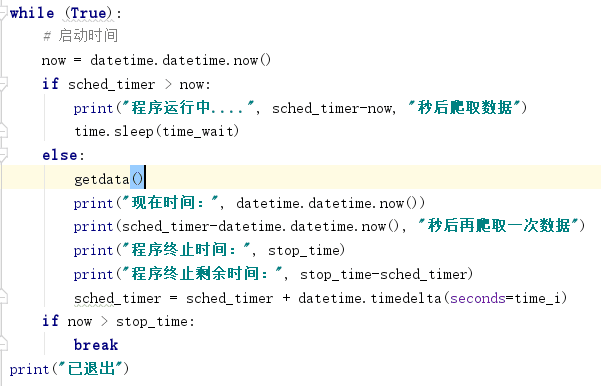 while (True):
    # 启动时间
    now = datetime.datetime.now()
    if sched_timer > now:
        print("程序运行中....", sched_timer-now, "秒后爬取数据")
        time.sleep(time_wait)
    else:
        getdata()
        print("现在时间：", datetime.datetime.now())
        print(sched_timer-datetime.datetime.now(), "秒后再爬取一次数据")
        print("程序终止时间：", stop_time)
        print("程序终止剩余时间：", stop_time-sched_timer)
        sched_timer = sched_timer + datetime.timedelta(seconds=time_i)
    if now > stop_time:
        break
print("已退出")